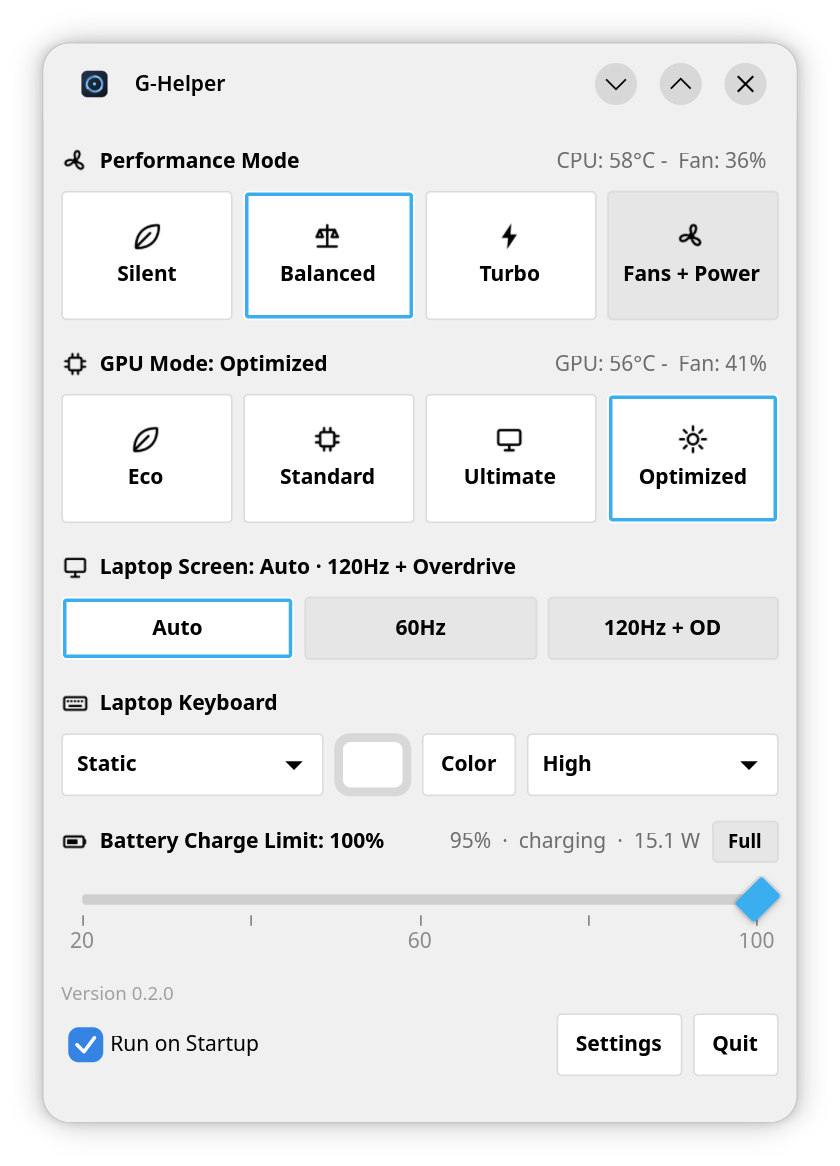 G-Helper
Performance Mode CPU: 58°C - Fan: 36%
Silent Balanced Turbo Fans + Power
GPU Mode: Optimized GPU: 56°C - Fan: 41%
Eco Standard Ultimate Optimized
Laptop Screen: Auto · 120Hz + Overdrive
Auto 60Hz 120Hz + OD
Laptop Keyboard
Static Color High
Battery Charge Limit: 100% 95% · charging · 15.1 W Full
20 60 100
Version 0.2.0
Run on Startup Settings Quit